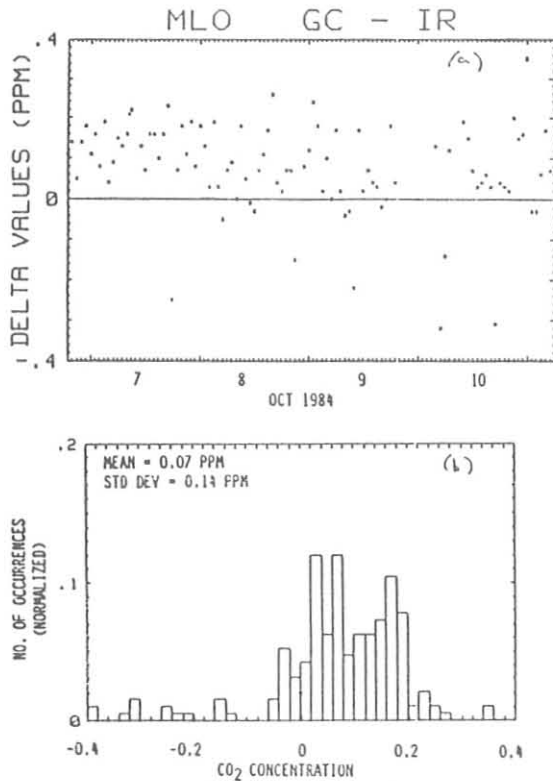 MLO GC - IR
.4
(a)
DELTA VALUES (PPM)
0
-.4
7 8 9 10
OCT 1984
.2
MEAN = 0.07 PPM
STD DEV = 0.14 PPM
(b)
NO. OF OCCURRENCES
(NORMALIZED)
.1
0
-0.4 -0.2 0 0.2 0.4
CO₂ CONCENTRATION